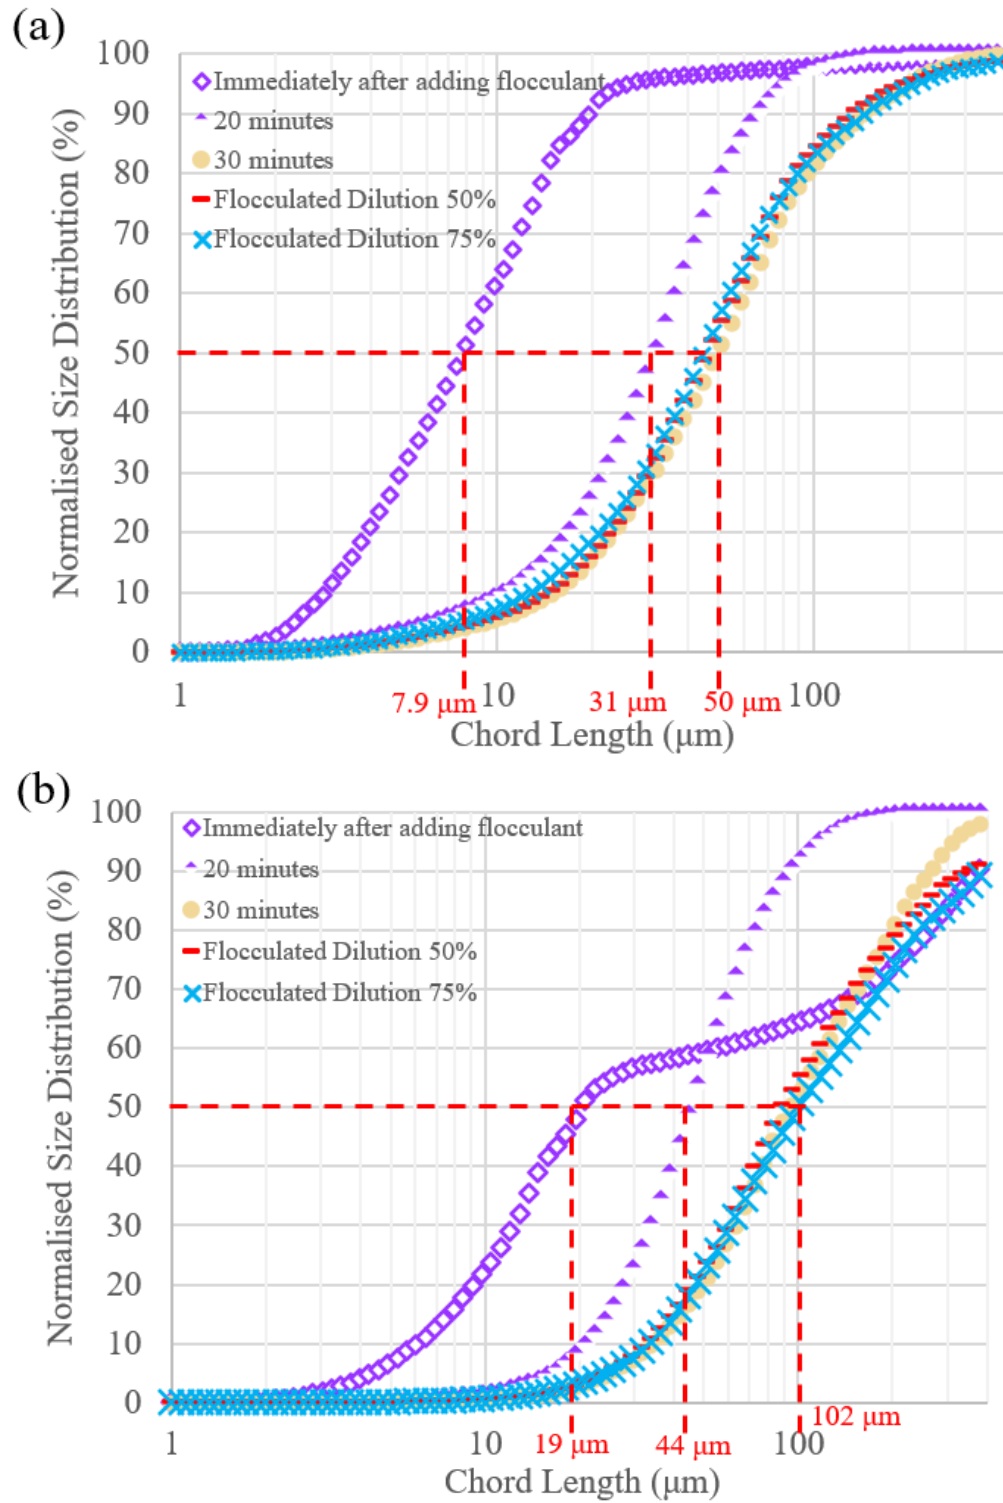 (a)
100
90
80
70
60
50
40
30
20
10
0
Normalised Size Distribution (%)
Immediately after adding flocculant
20 minutes
30 minutes
Flocculated Dilution 50%
Flocculated Dilution 75%
1
10
100
7.9 μm
31 μm
50 μm
Chord Length (μm)
(b)
100
90
80
70
60
50
40
30
20
10
0
Normalised Size Distribution (%)
Immediately after adding flocculant
20 minutes
30 minutes
Flocculated Dilution 50%
Flocculated Dilution 75%
1
10
100
19 μm
44 μm
102 μm
Chord Length (μm)